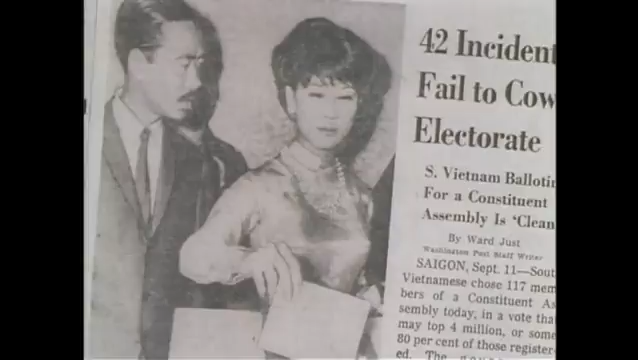 42 Incident
Fail to Cow
Electorate
S. Vietnam Ballotin
For a Constituent
Assembly Is 'Clean
By Ward Just
Washington Post Staff Writer
SAIGON, Sept. 11—Sout
Vietnamese chose 117 mem
bers of a Constituent As
sembly today, in a vote tha
may top 4 million, or some
80 per cent of those register
ed. The